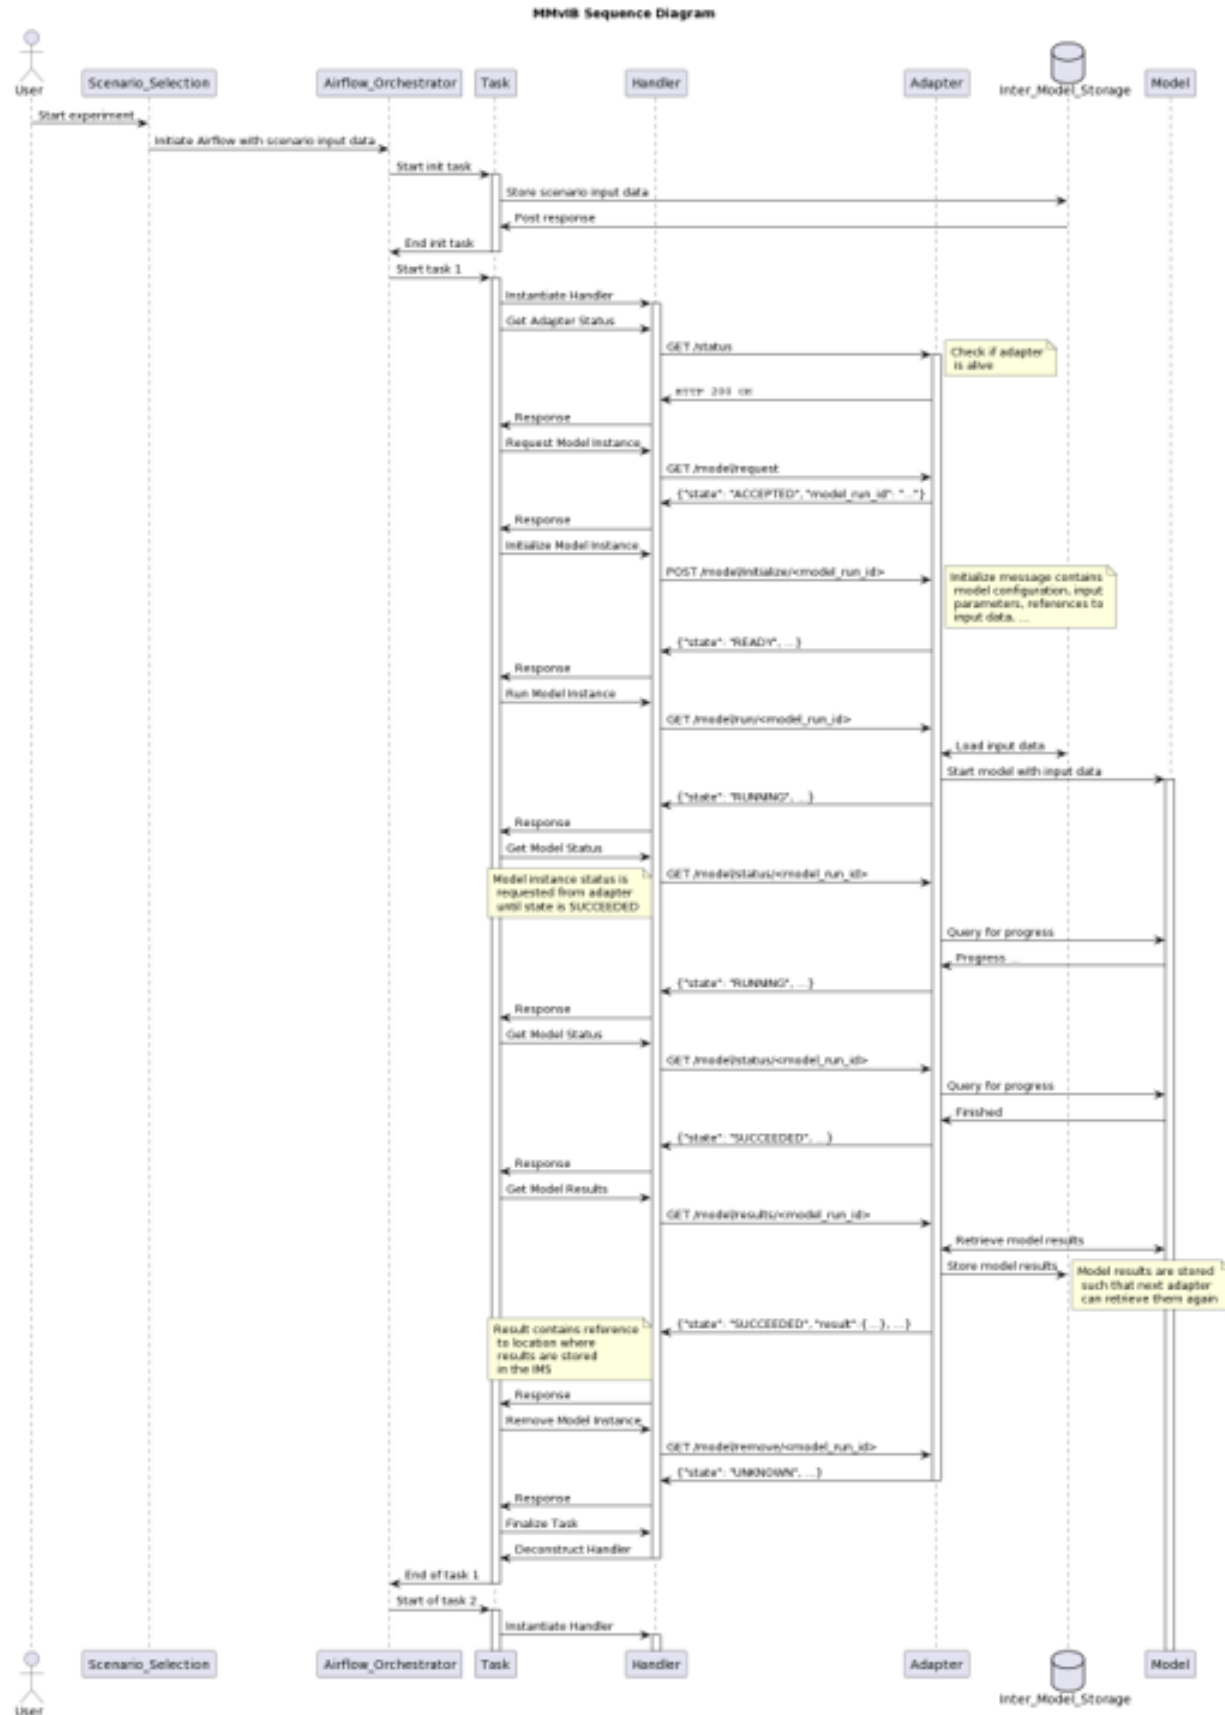 MMvIB Sequence Diagram
User
Scenario_Selection
Airflow_Orchestrator
Task
Handler
Adapter
Inter_Model_Storage
Model
Start experiment
Initiate Airflow with scenario input data
Start init task
Store scenario input data
Post response
End init task
Start task 1
Instantiate Handler
Get Adapter Status
GET /status
Check if adapter
is alive
HTTP 200 OK
Response
Request Model Instance
GET /model/request
{"state": "ACCEPTED", "model_run_id": "..."}
Response
Initialize Model Instance
POST /model/initialize/<model_run_id>
Initialize message contains
model configuration, input
parameters, references to
input data, ...
{"state": "READY", ...}
Response
Run Model Instance
GET /model/run/<model_run_id>
Load input data
Start model with input data
{"state": "RUNNING", ...}
Response
Get Model Status
GET /model/status/<model_run_id>
Model instance status is
requested from adapter
until state is SUCCEEDED
Query for progress
Progress ...
{"state": "RUNNING", ...}
Response
Get Model Status
GET /model/status/<model_run_id>
Query for progress
Finished
{"state": "SUCCEEDED", ...}
Response
Get Model Results
GET /model/results/<model_run_id>
Retrieve model results
Store model results
Model results are stored
such that next adapter
can retrieve them again
{"state": "SUCCEEDED", "result":{...}, ...}
Result contains reference
to location where
results are stored
in the IMS
Response
Remove Model Instance
GET /model/remove/<model_run_id>
{"state": "UNKNOWN", ...}
Response
Finalize Task
Deconstruct Handler
End of task 1
Start of task 2
Instantiate Handler
User
Scenario_Selection
Airflow_Orchestrator
Task
Handler
Adapter
Inter_Model_Storage
Model